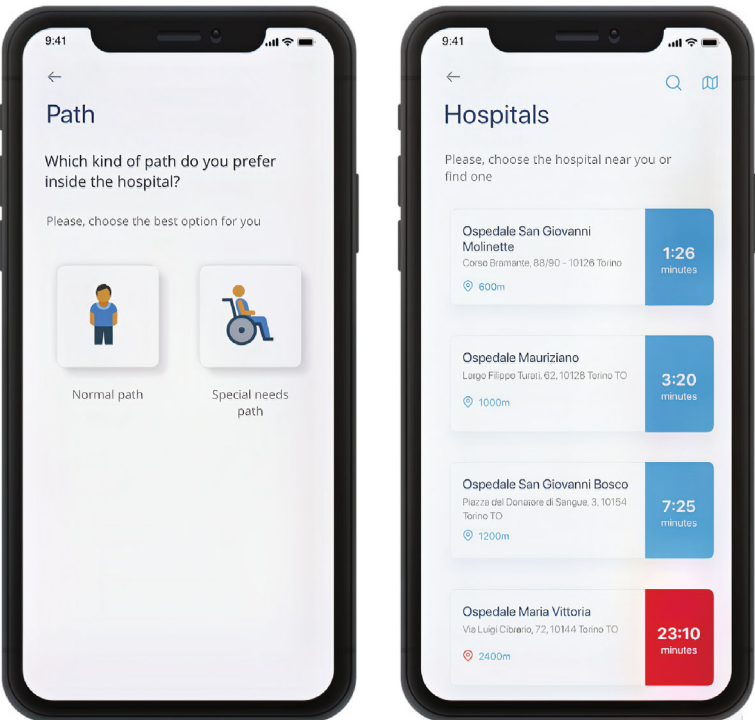 9:41
Path
Which kind of path do you prefer
inside the hospital?
Please, choose the best option for you
Normal path
Special needs
path
9:41
Hospitals
Please, choose the hospital near you or
find one
Ospedale San Giovanni
Molinette
Corso Bramante, 88/90 - 10126 Torino
600m
1:26
minutes
Ospedale Mauriziano
Largo Filippo Turati, 62, 10128 Torino TO
1000m
3:20
minutes
Ospedale San Giovanni Bosco
Piazza del Donatore di Sangue, 3, 10154
Torino TO
1200m
7:25
minutes
Ospedale Maria Vittoria
Via Luigi Cibrario, 72, 10144 Torino TO
2400m
23:10
minutes